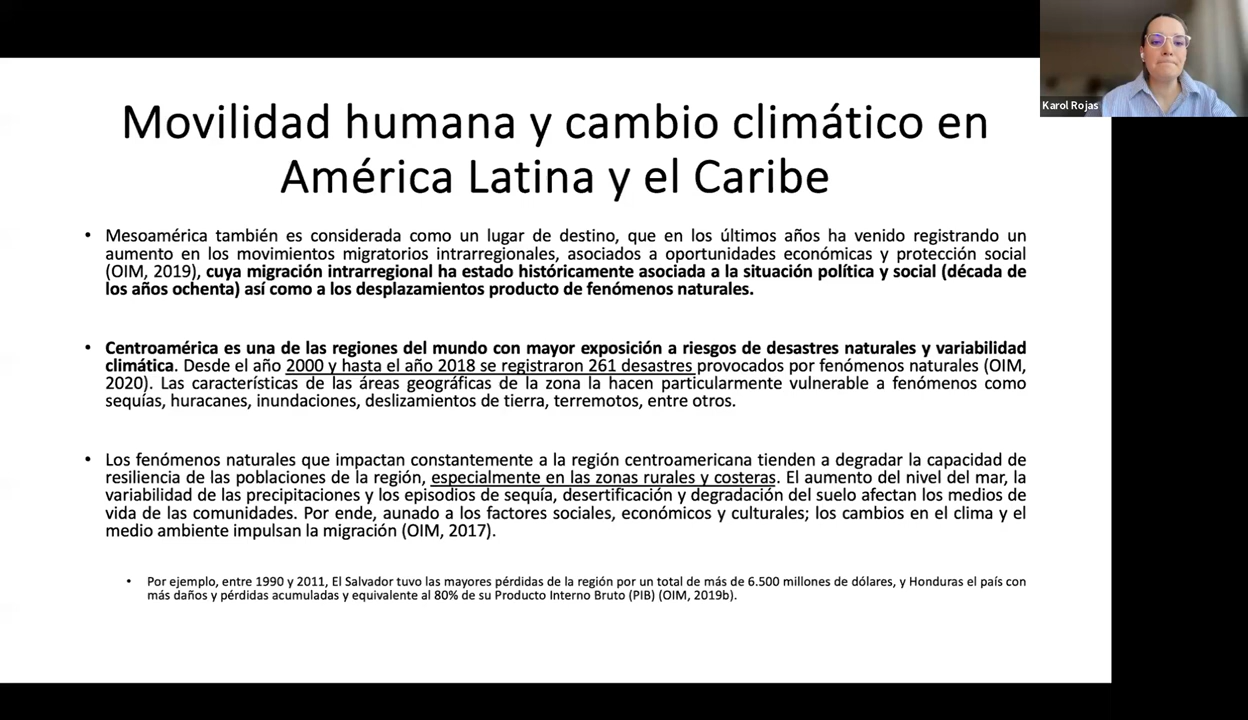 Movilidad humana y cambio climático en
América Latina y el Caribe
• Mesoamérica también es considerada como un lugar de destino, que en los últimos años ha venido registrando un
aumento en los movimientos migratorios intrarregionales, asociados a oportunidades económicas y protección social
(OIM, 2019), cuya migración intrarregional ha estado históricamente asociada a la situación política y social (década de
los años ochenta) así como a los desplazamientos producto de fenómenos naturales.
• Centroamérica es una de las regiones del mundo con mayor exposición a riesgos de desastres naturales y variabilidad
climática. Desde el año 2000 y hasta el año 2018 se registraron 261 desastres provocados por fenómenos naturales (OIM,
2020). Las características de las áreas geográficas de la zona la hacen particularmente vulnerable a fenómenos como
sequías, huracanes, inundaciones, deslizamientos de tierra, terremotos, entre otros.
• Los fenómenos naturales que impactan constantemente a la región centroamericana tienden a degradar la capacidad de
resiliencia de las poblaciones de la región, especialmente en las zonas rurales y costeras. El aumento del nivel del mar, la
variabilidad de las precipitaciones y los episodios de sequía, desertificación y degradación del suelo afectan los medios de
vida de las comunidades. Por ende, aunado a los factores sociales, económicos y culturales; los cambios en el clima y el
medio ambiente impulsan la migración (OIM, 2017).
• Por ejemplo, entre 1990 y 2011, El Salvador tuvo las mayores pérdidas de la región por un total de más de 6.500 millones de dólares, y Honduras el país con
más daños y pérdidas acumuladas y equivalente al 80% de su Producto Interno Bruto (PIB) (OIM, 2019b).
Karol Rojas